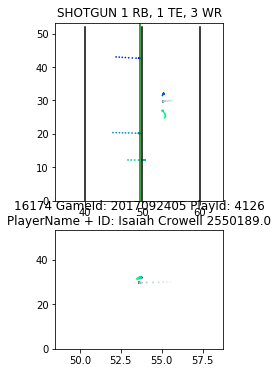 SHOTGUN 1 RB, 1 TE, 3 WR
50
40
30
20
10
0
40 50 60
16174 GameId: 2017092405 PlayId: 4126
PlayerName + ID: Isaiah Crowell 2550189.0
40
20
0
50.0 52.5 55.0 57.5